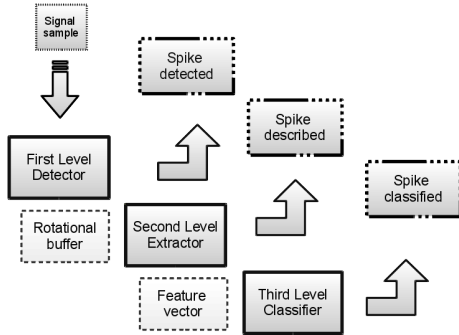 Signal
sample
Spike
detected
First Level
Detector
Spike
described
Rotational
buffer
Second Level
Extractor
Spike
classified
Feature
vector
Third Level
Classifier